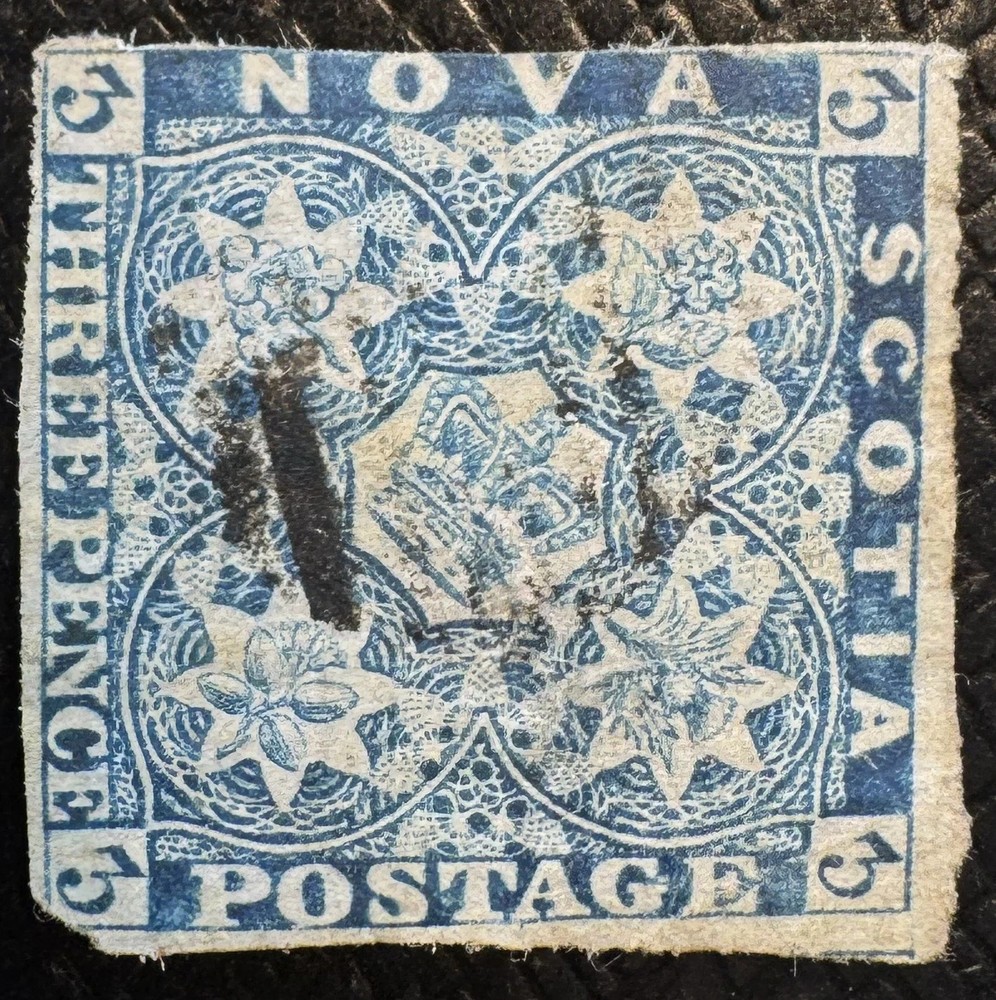 3
NOVA
3
THREE PENCE
SCOTIA
3
POSTAGE
3